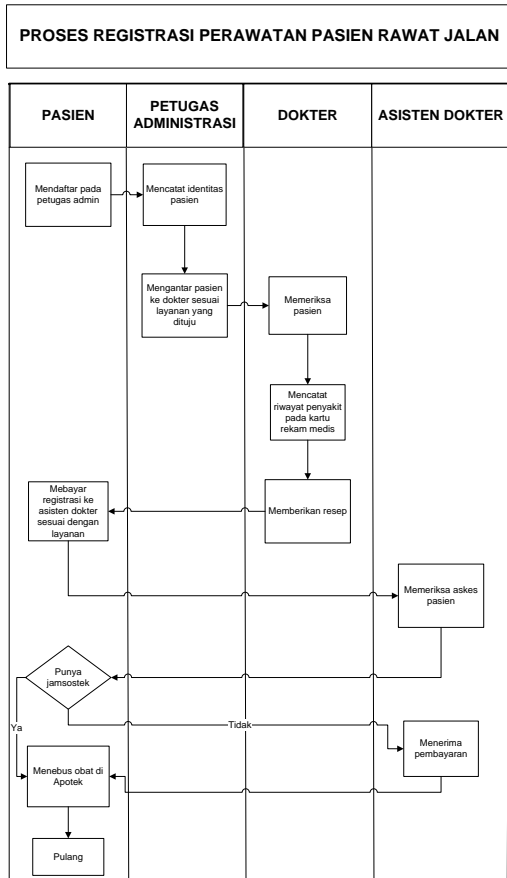 PROSES REGISTRASI PERAWATAN PASIEN RAWAT JALAN
PASIEN
PETUGAS
ADMINISTRASI
DOKTER
ASISTEN DOKTER
Mendaftar pada
petugas admin
Mencatat identitas
pasien
Mengantar pasien
ke dokter sesuai
layanan yang
dituju
Memeriksa
pasien
Mencatat
riwayat penyakit
pada kartu
rekam medis
Mebayar
registrasi ke
asisten dokter
sesuai dengan
layanan
Memberikan resep
Memeriksa askes
pasien
Punya
jamsostek
Ya
Tidak
Menerima
pembayaran
Menebus obat di
Apotek
Pulang